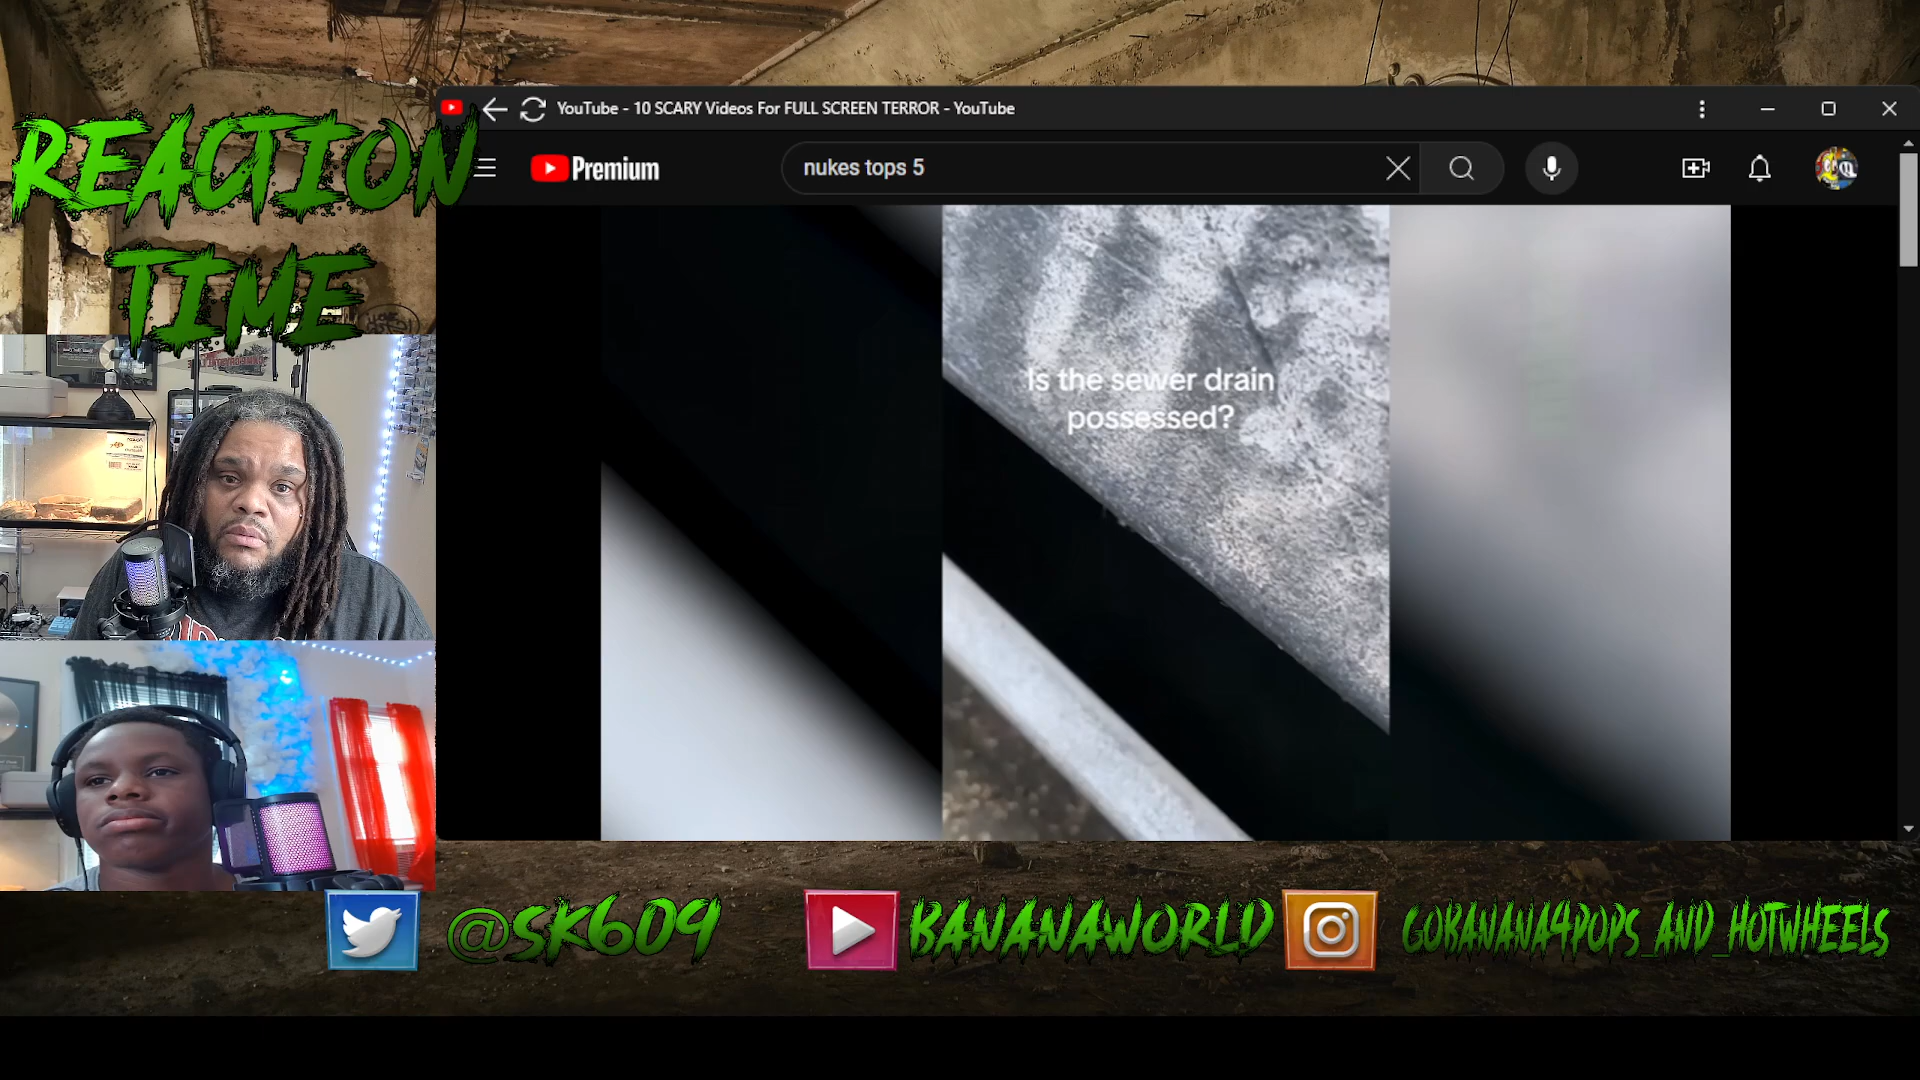 REACTION
TIME
YouTube - 10 SCARY Videos For FULL SCREEN TERROR - YouTube
Premium
nukes tops 5
Is the sewer drain
possessed?
@SK609
BANANAWORLD
GOBANANA4POPS_AND_HOTWHEELS